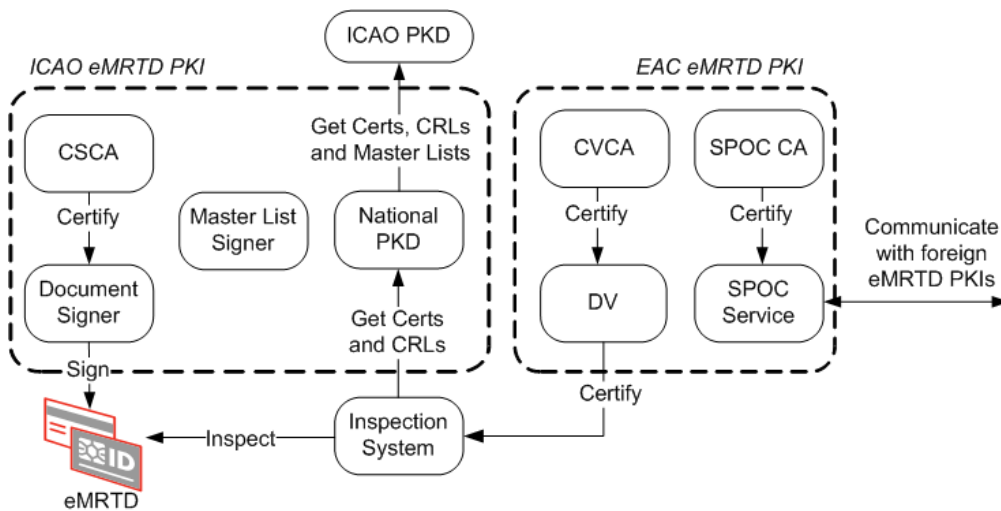 ICAO PKD
ICAO eMRTD PKI
EAC eMRTD PKI
Get Certs, CRLs
and Master Lists
CSCA
CVCA
SPOC CA
Certify
Master List
Signer
National
PKD
Certify
Certify
Communicate
with foreign
eMRTD PKIs
Document
Signer
DV
SPOC
Service
Get Certs
and CRLs
Sign
Certify
Inspection
System
Inspect
ID
eMRTD